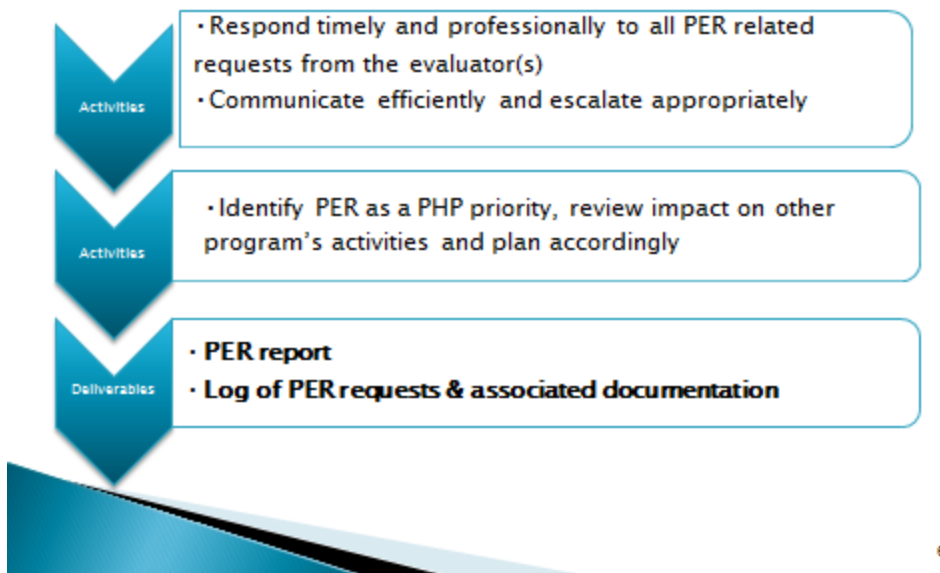 • Respond timely and professionally to all PER related
requests from the evaluator(s)
Activities
• Communicate efficiently and escalate appropriately
• Identify PER as a PHP priority, review impact on other
program's activities and plan accordingly
Activities
• PER report
Deliverables
• Log of PER requests & associated documentation